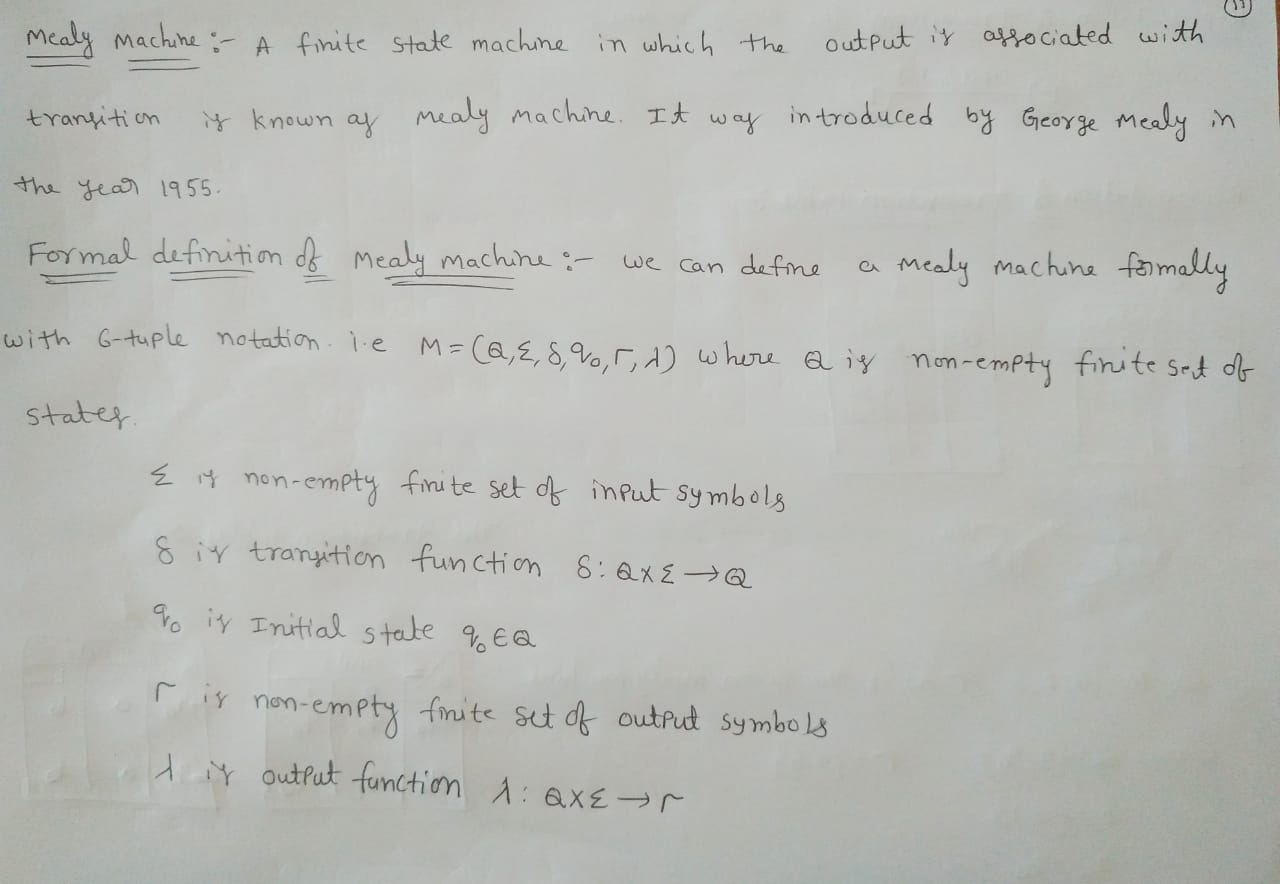 11
Mealy Machine :- A finite state machine in which the output is associated with
transition is known as mealy machine. It was introduced by George Mealy in
the year 1955.
Formal definition of Mealy machine :- we can define a Mealy machine formally
with 6-tuple notation. i.e M = (Q, Σ, δ, q₀, Γ, λ) where Q is non-empty finite set of
states.
Σ is non-empty finite set of input symbols
δ is transition function δ: Q×Σ → Q
q₀ is Initial state q₀ ∈ Q
Γ is non-empty finite set of output symbols
λ is output function λ: Q×Σ → Γ